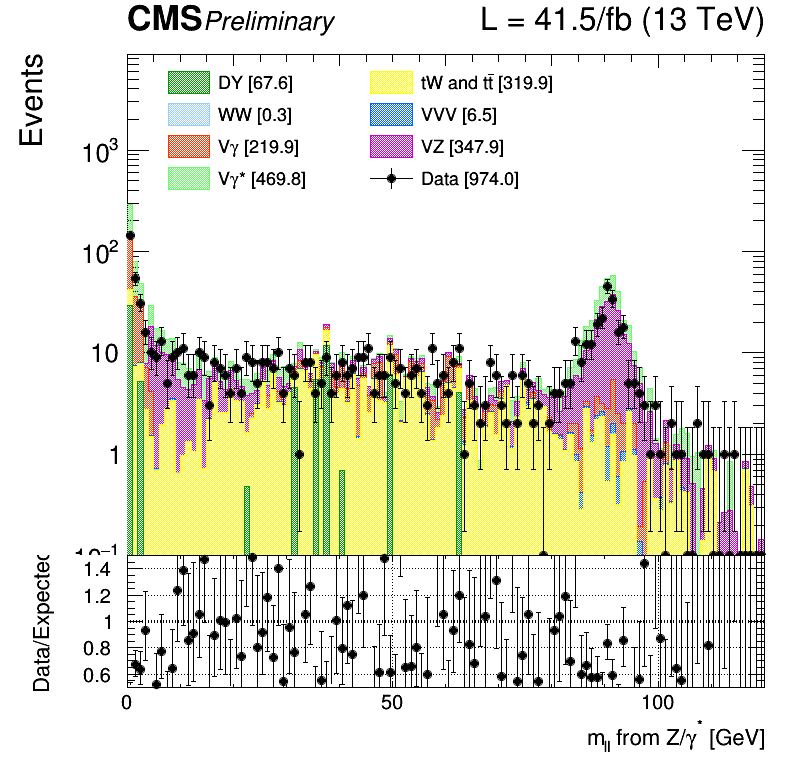 CMS Preliminary L = 41.5/fb (13 TeV)
Events
DY [67.6] tW and tt̄ [319.9]
WW [0.3] VVV [6.5]
Vγ [219.9] VZ [347.9]
Vγ* [469.8] Data [974.0]
10³
10²
10
1
10⁻¹
Data/Expected
1.4
1.2
1
0.8
0.6
0 50 100
m_ll from Z/γ* [GeV]